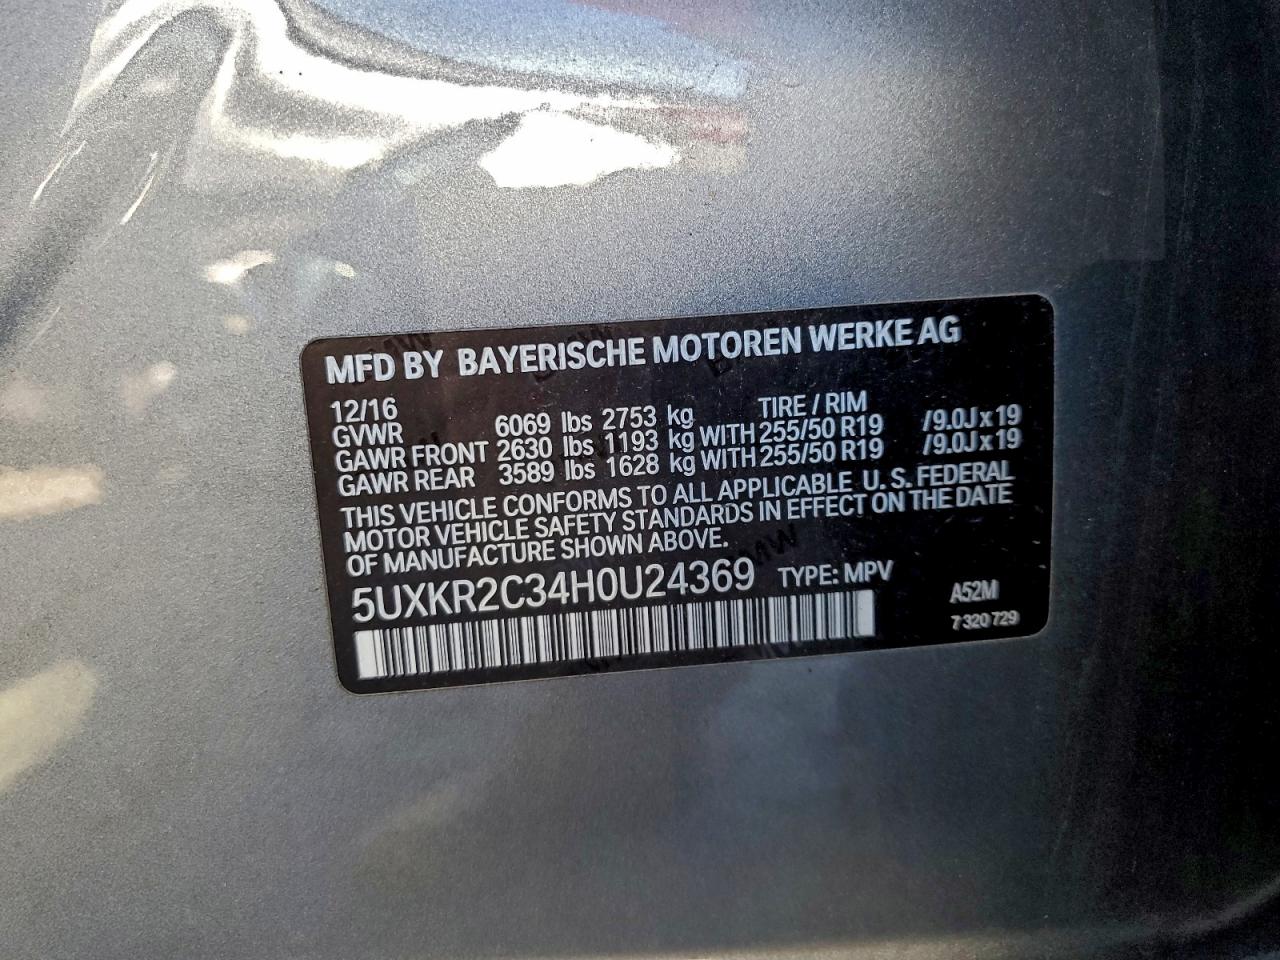 MFD BY BAYERISCHE MOTOREN WERKE AG
12/16 TIRE / RIM
GVWR 6069 lbs 2753 kg
GAWR FRONT 2630 lbs 1193 kg WITH 255/50 R19 /9.0J x 19
GAWR REAR 3589 lbs 1628 kg WITH 255/50 R19 /9.0J x 19
THIS VEHICLE CONFORMS TO ALL APPLICABLE U.S. FEDERAL
MOTOR VEHICLE SAFETY STANDARDS IN EFFECT ON THE DATE
OF MANUFACTURE SHOWN ABOVE.
5UXKR2C34H0U24369 TYPE: MPV A52M
7 320 729